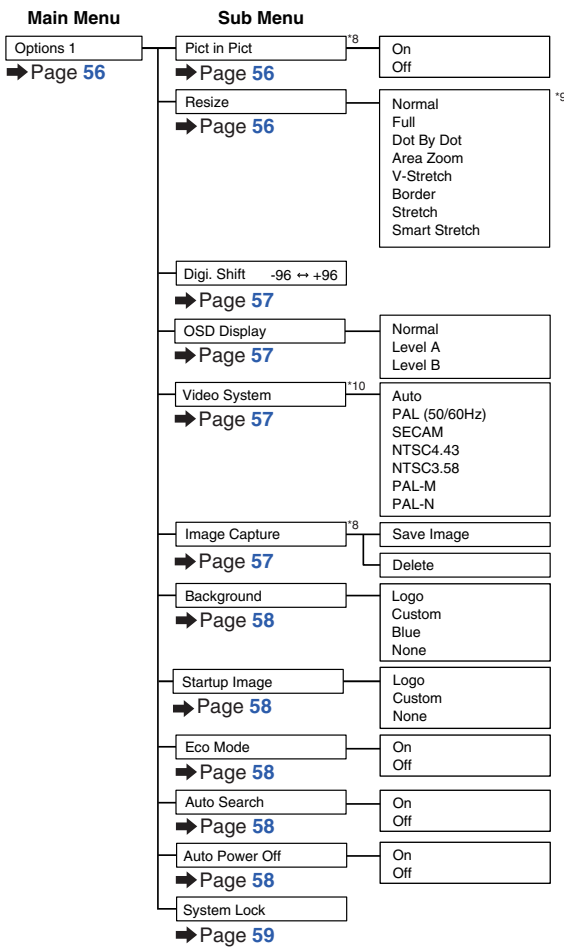 Main Menu Sub Menu
Options 1 Pict in Pict *8 On
Off
➡Page 56 ➡Page 56
Resize Normal *9
➡Page 56 Full
Dot By Dot
Area Zoom
V-Stretch
Border
Stretch
Smart Stretch
Digi. Shift -96 ↔ +96
➡Page 57
OSD Display Normal
➡Page 57 Level A
Level B
Video System *10 Auto
➡Page 57 PAL (50/60Hz)
SECAM
NTSC4.43
NTSC3.58
PAL-M
PAL-N
Image Capture *8 Save Image
➡Page 57 Delete
Background Logo
➡Page 58 Custom
Blue
None
Startup Image Logo
➡Page 58 Custom
None
Eco Mode On
➡Page 58 Off
Auto Search On
➡Page 58 Off
Auto Power Off On
➡Page 58 Off
System Lock
➡Page 59